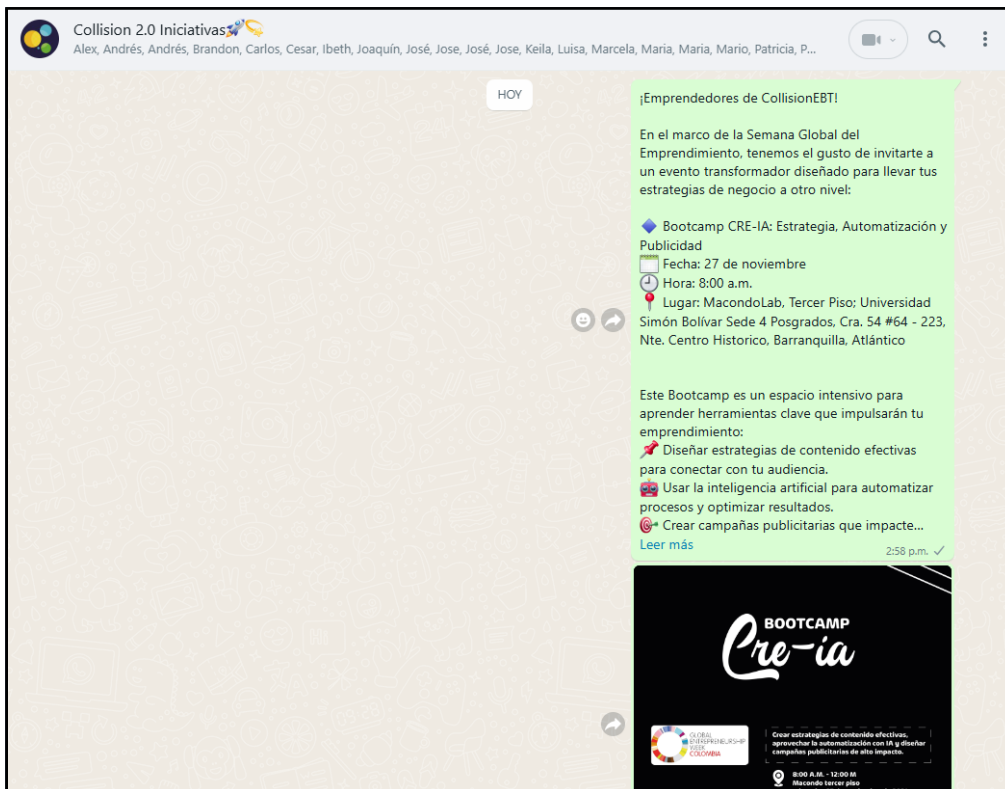 Collision 2.0 Iniciativas🚀💫
Alex, Andrés, Andrés, Brandon, Carlos, Cesar, Ibeth, Joaquín, José, Jose, José, Jose, Keila, Luisa, Marcela, Maria, Maria, Mario, Patricia, P...
HOY
¡Emprendedores de CollisionEBT!
En el marco de la Semana Global del
Emprendimiento, tenemos el gusto de invitarte a
un evento transformador diseñado para llevar tus
estrategias de negocio a otro nivel:
🔷 Bootcamp CRE-IA: Estrategia, Automatización y
Publicidad
🗓️ Fecha: 27 de noviembre
🕗 Hora: 8:00 a.m.
📍 Lugar: MacondoLab, Tercer Piso; Universidad
Simón Bolívar Sede 4 Posgrados, Cra. 54 #64 - 223,
Nte. Centro Historico, Barranquilla, Atlántico
Este Bootcamp es un espacio intensivo para
aprender herramientas clave que impulsarán tu
emprendimiento:
📌 Diseñar estrategias de contenido efectivas
para conectar con tu audiencia.
🤖 Usar la inteligencia artificial para automatizar
procesos y optimizar resultados.
🎯 Crear campañas publicitarias que impacte...
Leer más
2:58 p.m.
BOOTCAMP
Cre-ia
GLOBAL
ENTREPRENEURSHIP
WEEK
COLOMBIA
Crear estrategias de contenido efectivas,
aprovechar la automatización con IA y diseñar
campañas publicitarias de alto impacto.
8:00 A.M. - 12:00 M
Macondo tercer piso